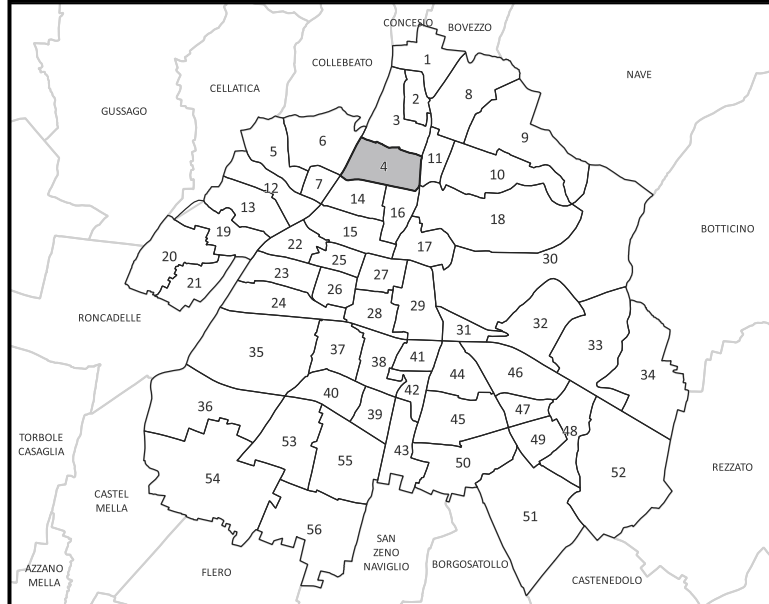 CONCESIO
BOVEZZO
1
COLLEBEATO
NAVE
CELLATICA
8
2
GUSSAGO
3
9
6
5
11
4
10
7
12
14
13
16
18
BOTTICINO
19
15
17
22
20
25
30
23
27
21
26
24
29
28
RONCADELLE
31
32
33
35
37
41
38
46
44
34
42
40
36
47
39
45
48
53
49
TORBOLE
CASAGLIA
43
55
50
REZZATO
52
54
CASTEL
MELLA
51
56
SAN
ZENO
NAVIGLIO
BORGOSATOLLO
AZZANO
MELLA
FLERO
CASTENEDOLO